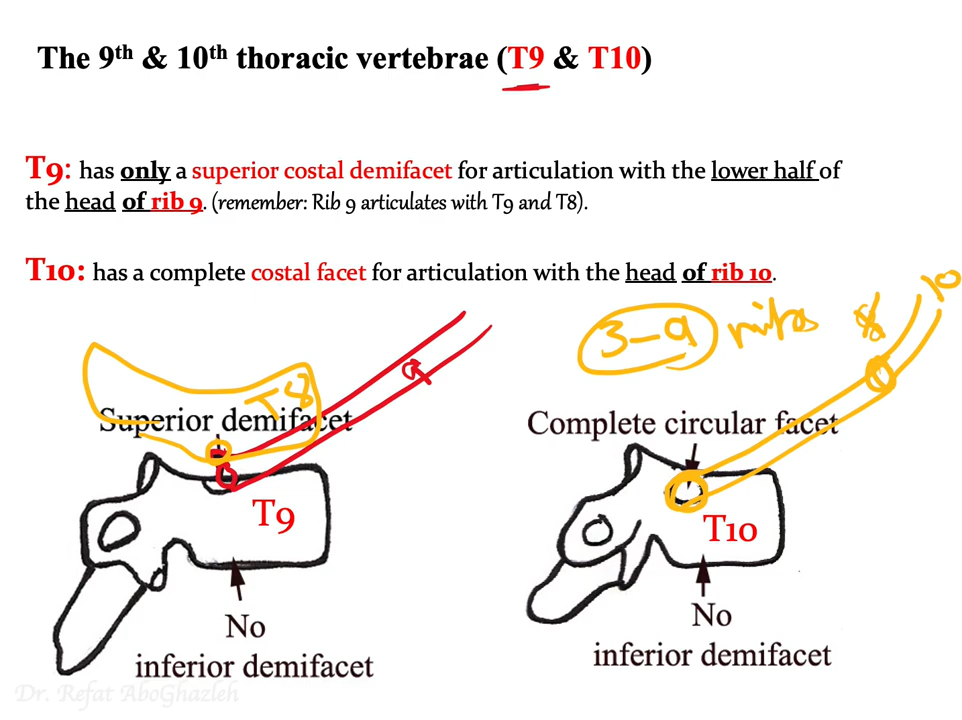 The 9th & 10th thoracic vertebrae (T9 & T10)
T9: has only a superior costal demifacet for articulation with the lower half of
the head of rib 9. (remember: Rib 9 articulates with T9 and T8).
T10: has a complete costal facet for articulation with the head of rib 10.
3-9
8
10
T8
Superior demifacet
Complete circular facet
T9
T10
No
inferior demifacet
No
inferior demifacet
Dr. Refat AboGhazleh